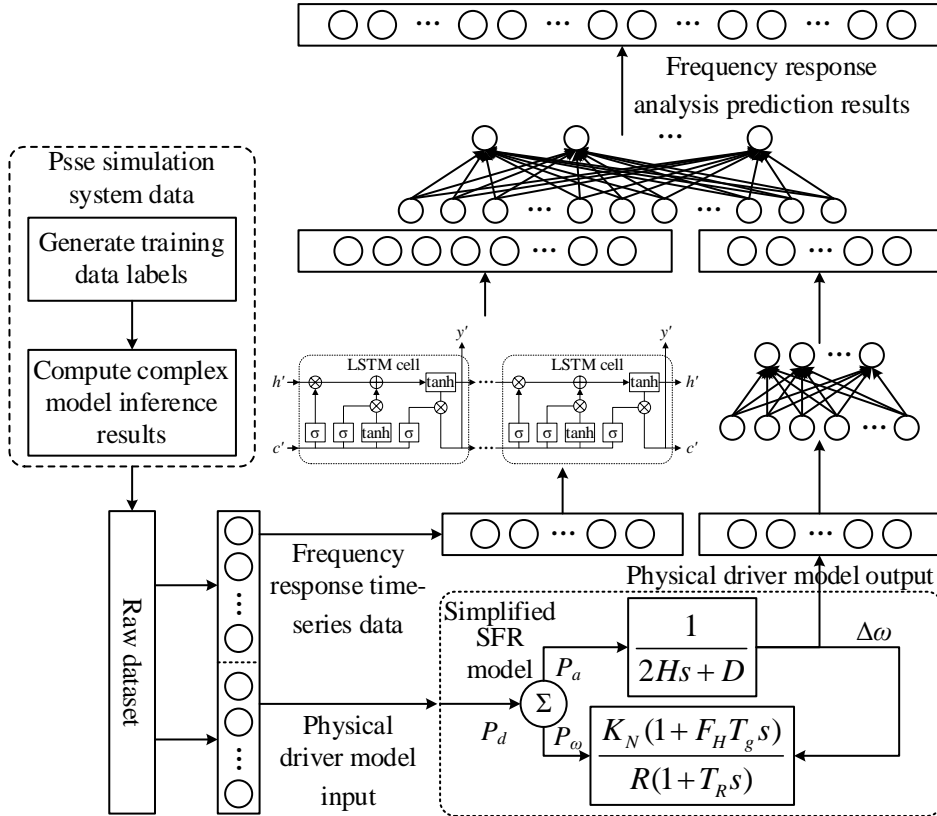 Frequency response
analysis prediction results
Psse simulation
system data
Generate training
data labels
Compute complex
model inference
results
y' y'
LSTM cell LSTM cell
h' tanh tanh h'
σ σ tanh σ σ σ tanh σ
c' c'
Raw dataset
Frequency
response time-
series data
Physical
driver model
input
Physical driver model output
Simplified
SFR
model
P_a
1
2Hs + D
Δω
Σ
P_d
P_ω
K_N (1 + F_H T_g s)
R(1 + T_R s)